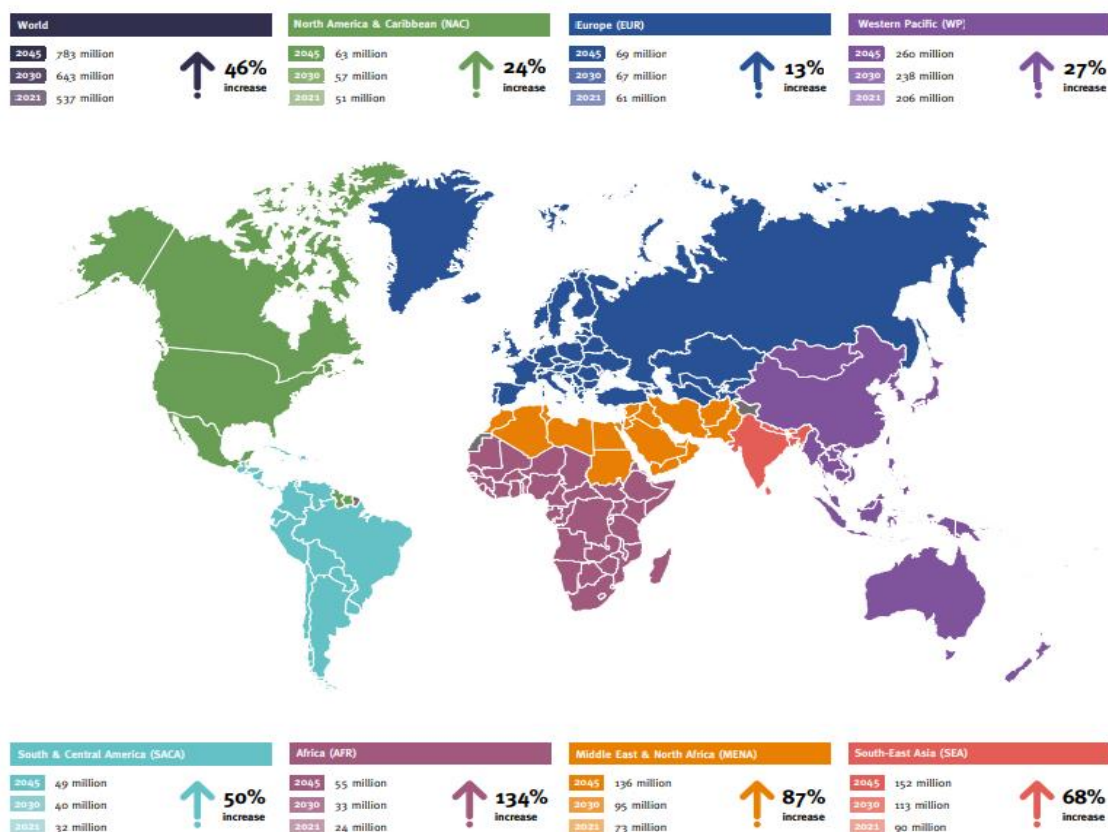 World
2045 783 million
2030 643 million
2021 537 million
46%
increase
North America & Caribbean (NAC)
2045 63 million
2030 57 million
2021 51 million
24%
increase
Europe (EUR)
2045 69 million
2030 67 million
2021 61 million
13%
increase
Western Pacific (WP)
2045 260 million
2030 238 million
2021 206 million
27%
increase
South & Central America (SACA)
2045 49 million
2030 40 million
2021 32 million
50%
increase
Africa (AFR)
2045 55 million
2030 33 million
2021 24 million
134%
increase
Middle East & North Africa (MENA)
2045 136 million
2030 95 million
2021 73 million
87%
increase
South-East Asia (SEA)
2045 152 million
2030 113 million
2021 90 million
68%
increase